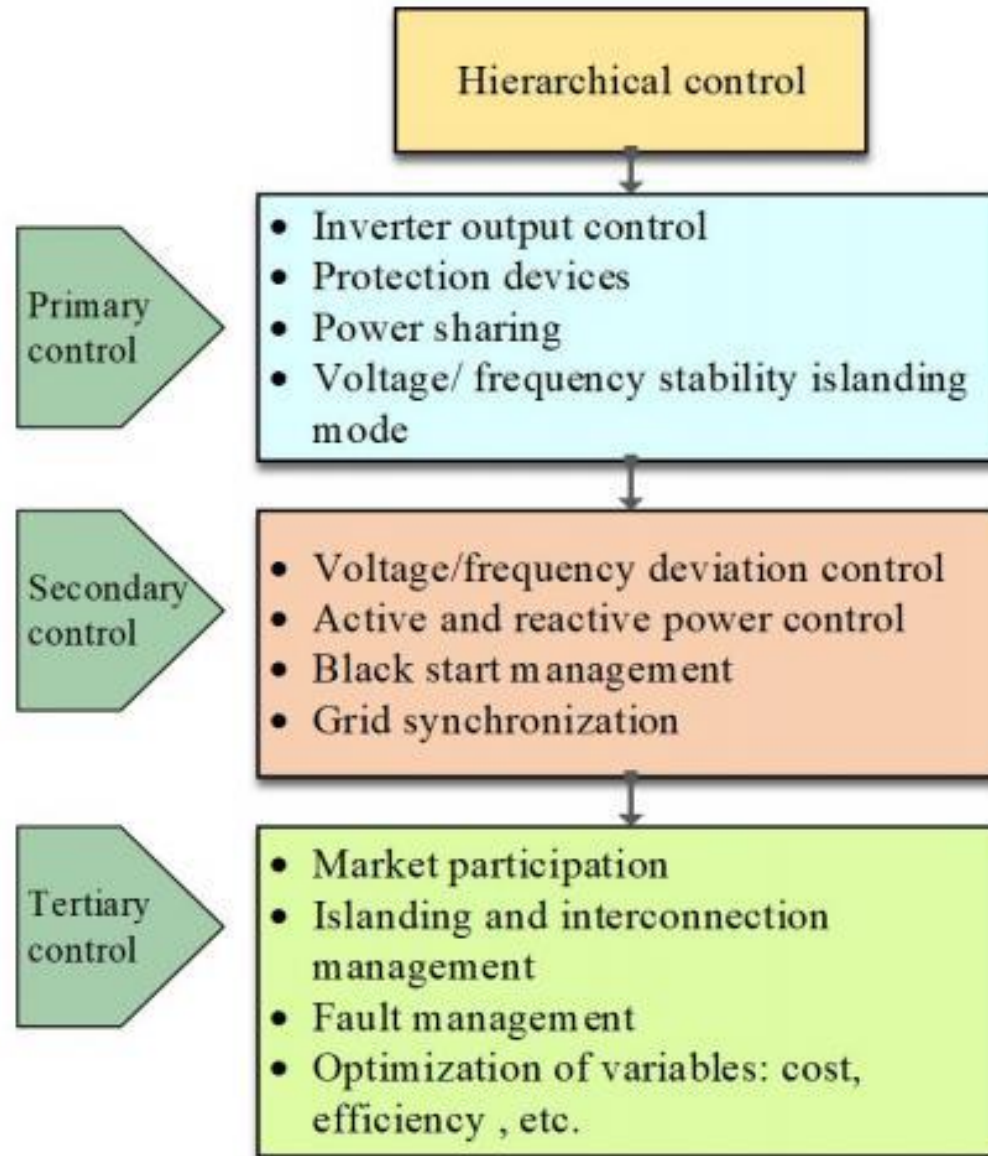 Hierarchical control
Primary
control
• Inverter output control
• Protection devices
• Power sharing
• Voltage/ frequency stability islanding
mode
Secondary
control
• Voltage/frequency deviation control
• Active and reactive power control
• Black start management
• Grid synchronization
Tertiary
control
• Market participation
• Islanding and interconnection
management
• Fault management
• Optimization of variables: cost,
efficiency , etc.